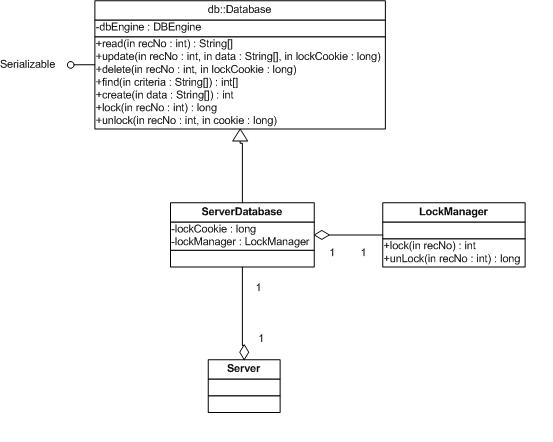 db::Database
-dbEngine : DBEngine
+read(in recNo : int) : String[]
+update(in recNo : int, in data : String[], in lockCookie : long)
+delete(in recNo : int, in lockCookie : long)
+find(in criteria : String[]) : int[]
+create(in data : String[]) : int
+lock(in recNo : int) : long
+unlock(in recNo : int, in cookie : long)
Serializable
ServerDatabase
-lockCookie : long
-lockManager : LockManager
LockManager
+lock(in recNo) : int
+unLock(in recNo : int) : long
1
1
1
1
Server